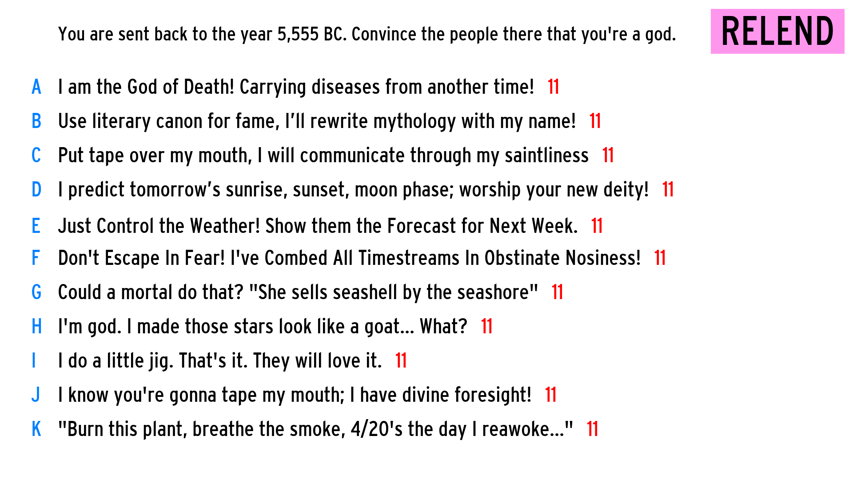 You are sent back to the year 5,555 BC. Convince the people there that you're a god.
RELEND
A I am the God of Death! Carrying diseases from another time! 11
B Use literary canon for fame, I’ll rewrite mythology with my name! 11
C Put tape over my mouth, I will communicate through my saintliness 11
D I predict tomorrow’s sunrise, sunset, moon phase; worship your new deity! 11
E Just Control the Weather! Show them the Forecast for Next Week. 11
F Don't Escape In Fear! I've Combed All Timestreams In Obstinate Nosiness! 11
G Could a mortal do that? "She sells seashell by the seashore" 11
H I'm god. I made those stars look like a goat... What? 11
I I do a little jig. That's it. They will love it. 11
J I know you're gonna tape my mouth; I have divine foresight! 11
K "Burn this plant, breathe the smoke, 4/20's the day I reawoke..." 11